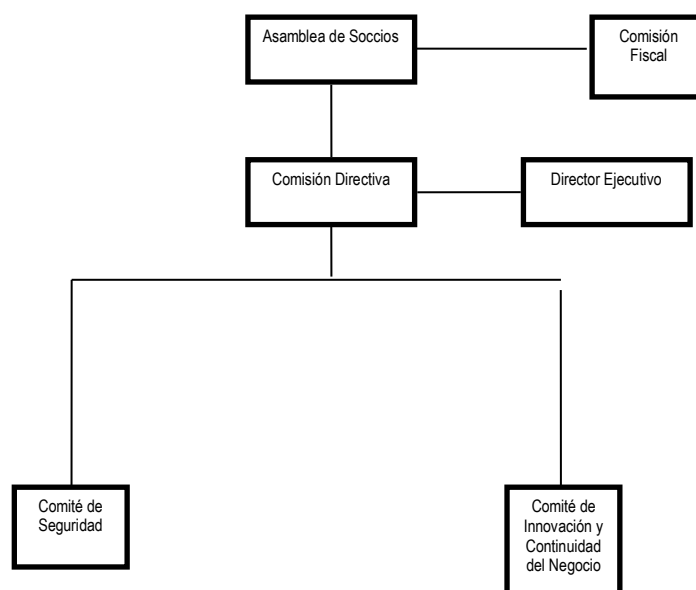 Asamblea de Soccios
Comisión
Fiscal
Comisión Directiva
Director Ejecutivo
Comité de
Seguridad
Comité de
Innovación y
Continuidad
del Negocio